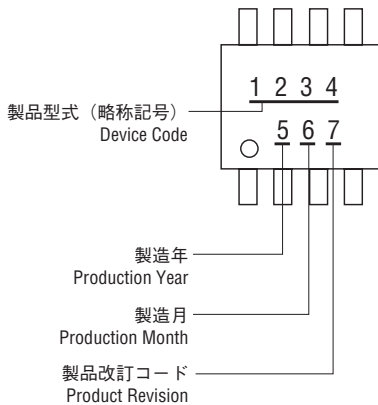 1 2 3 4
製品型式（略称記号）
Device Code
5 6 7
製造年
Production Year
製造月
Production Month
製品改訂コード
Product Revision